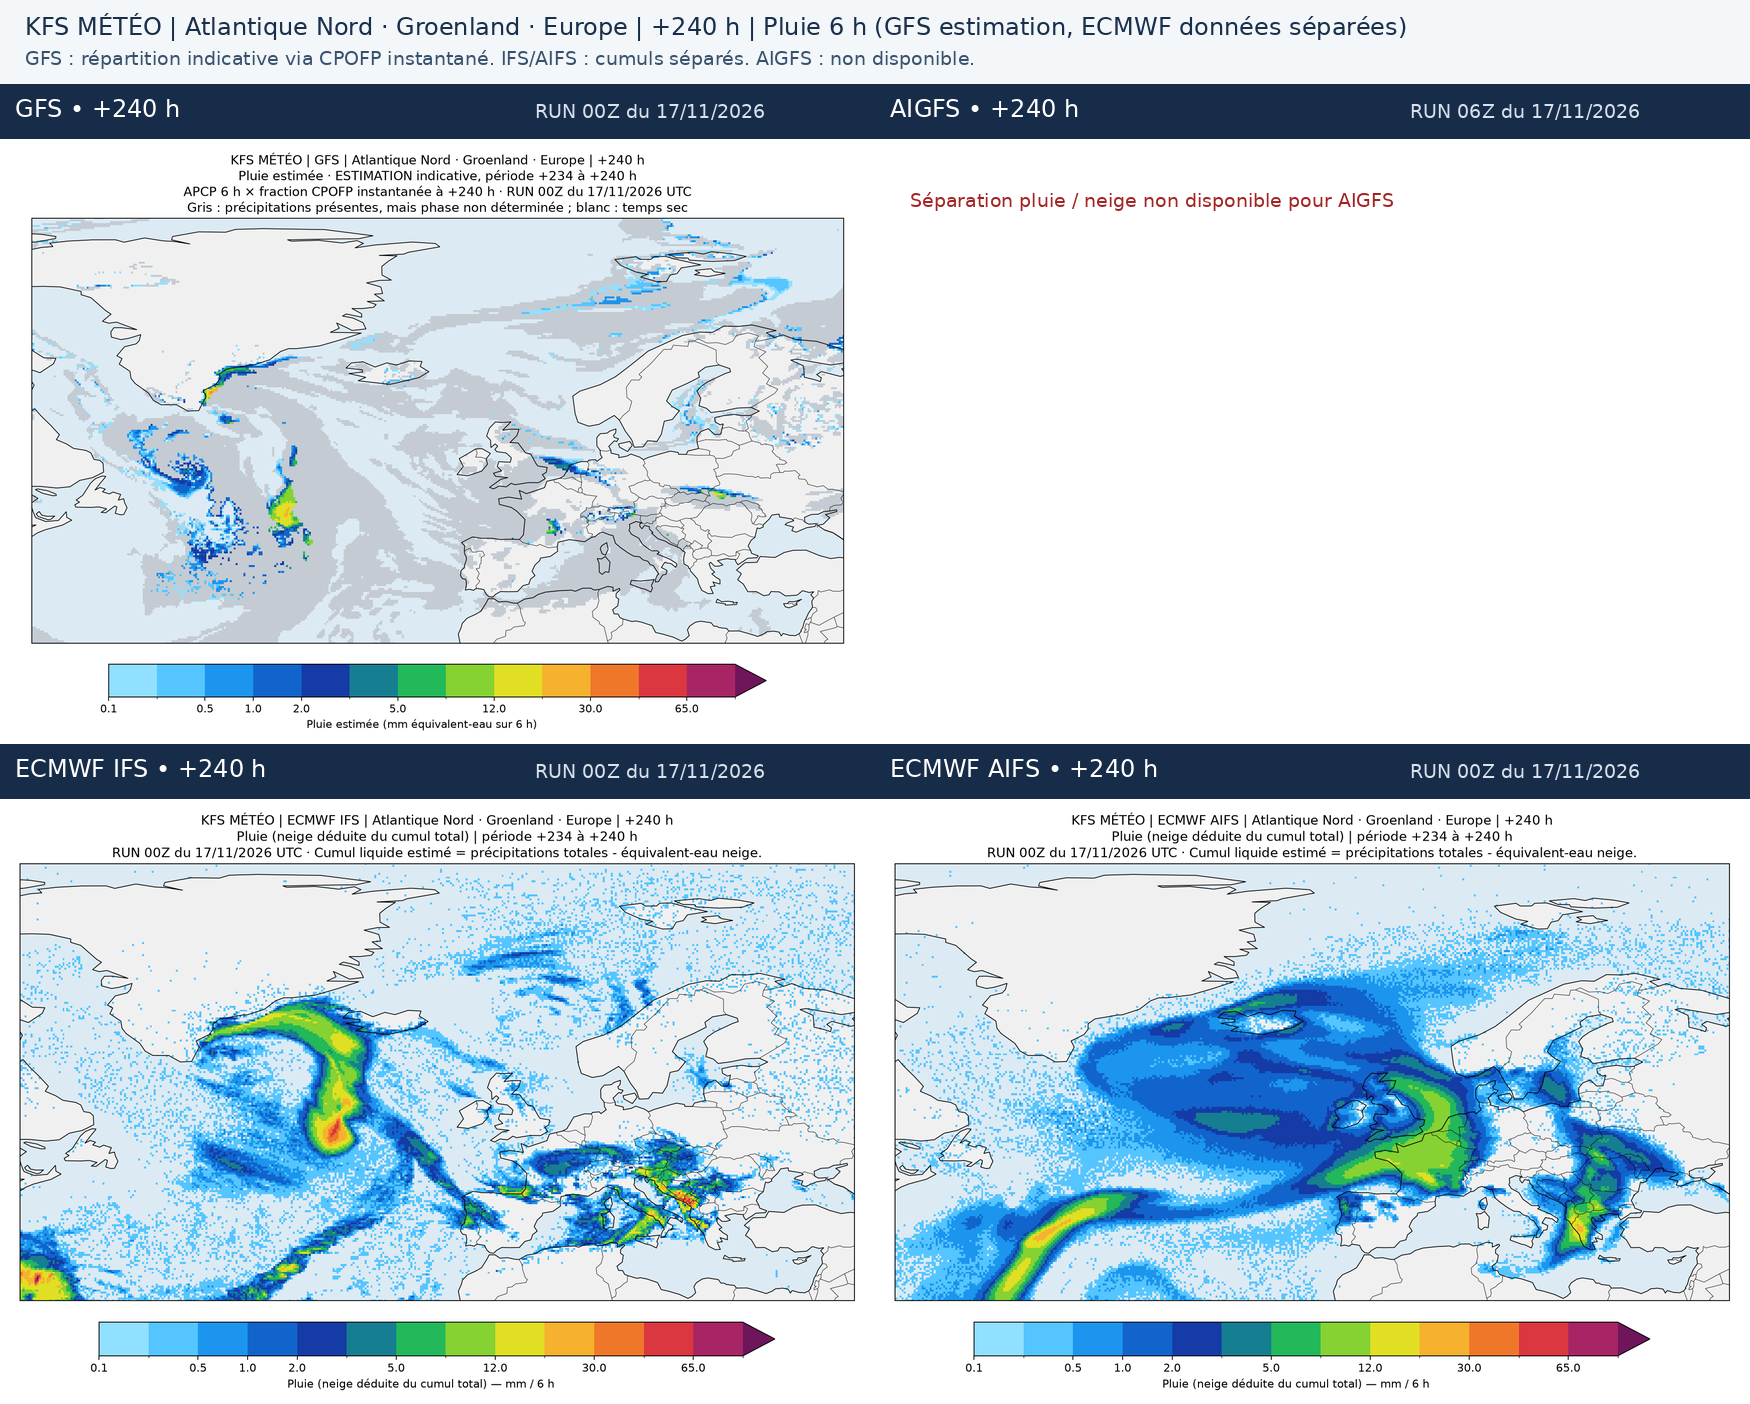 KFS MÉTÉO | Atlantique Nord · Groenland · Europe | +240 h | Pluie 6 h (GFS estimation, ECMWF données séparées)
GFS : répartition indicative via CPOFP instantané. IFS/AIFS : cumuls séparés. AIGFS : non disponible.
GFS • +240 h RUN 00Z du 17/11/2026
AIGFS • +240 h RUN 06Z du 17/11/2026
KFS MÉTÉO | GFS | Atlantique Nord · Groenland · Europe | +240 h
Pluie estimée · ESTIMATION indicative, période +234 à +240 h
APCP 6 h × fraction CPOFP instantanée à +240 h · RUN 00Z du 17/11/2026 UTC
Gris : précipitations présentes, mais phase non déterminée ; blanc : temps sec
0.1 0.5 1.0 2.0 5.0 12.0 30.0 65.0
Pluie estimée (mm équivalent-eau sur 6 h)
Séparation pluie / neige non disponible pour AIGFS
ECMWF IFS • +240 h RUN 00Z du 17/11/2026
ECMWF AIFS • +240 h RUN 00Z du 17/11/2026
KFS MÉTÉO | ECMWF IFS | Atlantique Nord · Groenland · Europe | +240 h
Pluie (neige déduite du cumul total) | période +234 à +240 h
RUN 00Z du 17/11/2026 UTC · Cumul liquide estimé = précipitations totales - équivalent-eau neige.
0.1 0.5 1.0 2.0 5.0 12.0 30.0 65.0
Pluie (neige déduite du cumul total) — mm / 6 h
KFS MÉTÉO | ECMWF AIFS | Atlantique Nord · Groenland · Europe | +240 h
Pluie (neige déduite du cumul total) | période +234 à +240 h
RUN 00Z du 17/11/2026 UTC · Cumul liquide estimé = précipitations totales - équivalent-eau neige.
0.1 0.5 1.0 2.0 5.0 12.0 30.0 65.0
Pluie (neige déduite du cumul total) — mm / 6 h